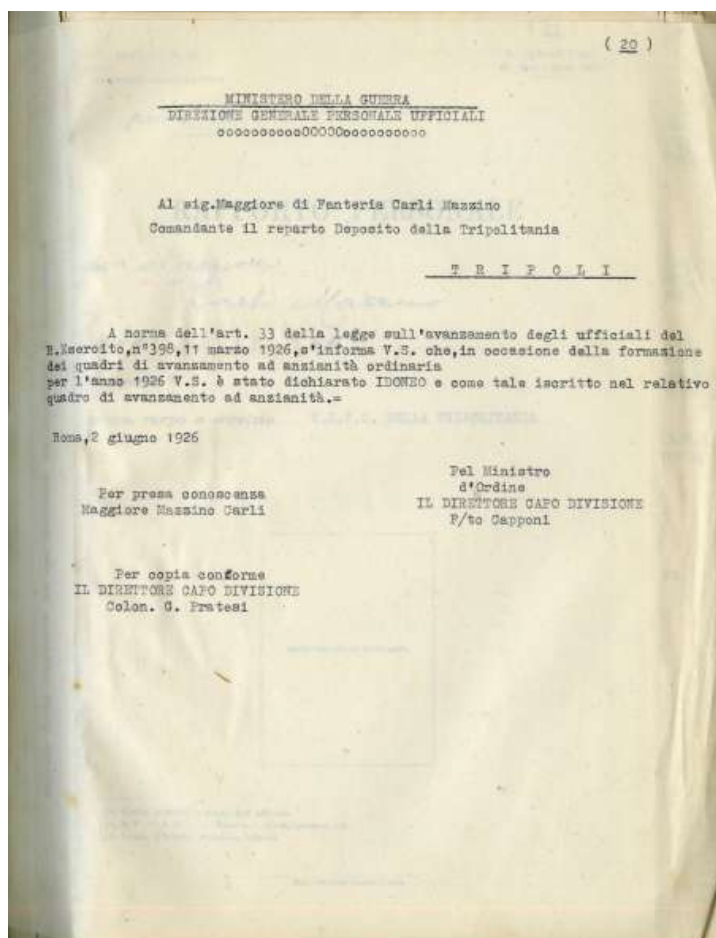 ( 20 )
MINISTERO DELLA GUERRA
DIREZIONE GENERALE PERSONALE UFFICIALI
oooooooooo00000oooooooooo
Al sig.Maggiore di Fanteria Carli Mazzino
Comandante il reparto Deposito della Tripolitania
T R I P O L I
A norma dell'art. 33 della legge sull'avanzamento degli ufficiali del
R.Esercito,n°398,11 marzo 1926,s'informa V.S. che,in occasione della formazione
dei quadri di avanzamento ad anzianità ordinaria
per l'anno 1926 V.S. è stato dichiarato IDONEO e come tale iscritto nel relativo
quadro di avanzamento ad anzianità.=
Roma,2 giugno 1926
Pel Ministro
d'Ordine
IL DIRETTORE CAPO DIVISIONE
F/to Capponi
Per presa conoscenza
Maggiore Mazzino Carli
Per copia conforme
IL DIRETTORE CAPO DIVISIONE
Colon. G. Pratesi